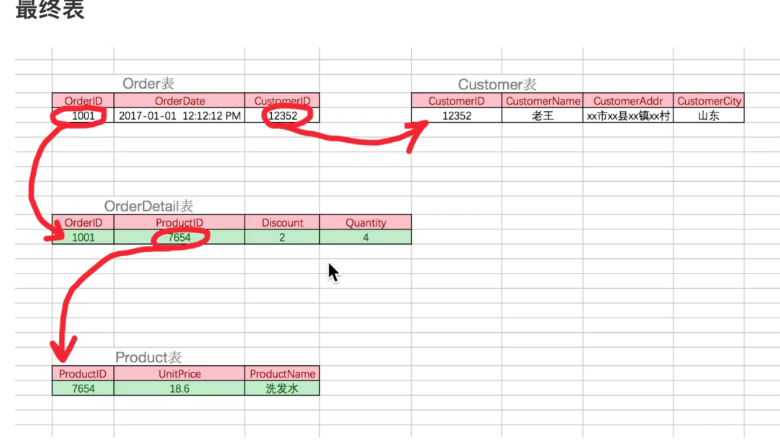 最终表
Order表 Customer表
OrderID OrderDate CustomerID CustomerID CustomerName CustomerAddr CustomerCity
1001 2017-01-01 12:12:12 PM 12352 12352 老王 xx市xx县xx镇xx村 山东
OrderDetail表
OrderID ProductID Discount Quantity
1001 7654 2 4
Product表
ProductID UnitPrice ProductName
7654 18.6 洗发水